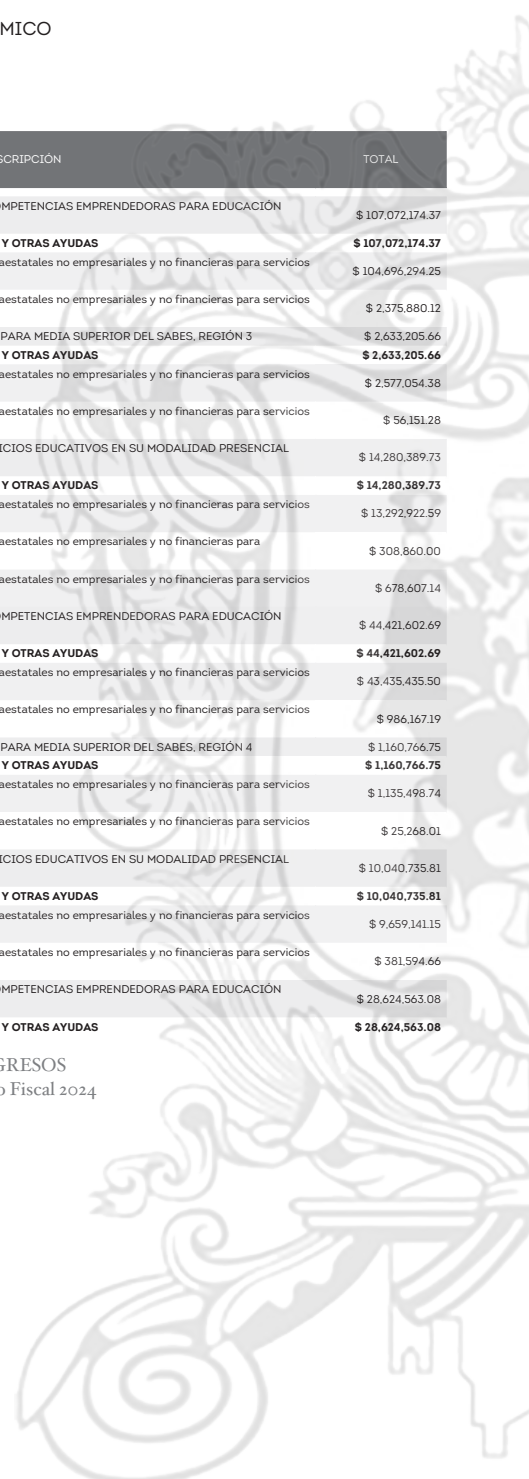 MICO
SCRIPCIÓN TOTAL
OMPETENCIAS EMPRENDEDORAS PARA EDUCACIÓN
$ 107,072,174.37
Y OTRAS AYUDAS $ 107,072,174.37
aestatales no empresariales y no financieras para servicios
$ 104,696,294.25
aestatales no empresariales y no financieras para servicios
$ 2,375,880.12
PARA MEDIA SUPERIOR DEL SABES, REGIÓN 3 $ 2,633,205.66
Y OTRAS AYUDAS $ 2,633,205.66
aestatales no empresariales y no financieras para servicios
$ 2,577,054.38
aestatales no empresariales y no financieras para servicios
$ 56,151.28
ICIOS EDUCATIVOS EN SU MODALIDAD PRESENCIAL
$ 14,280,389.73
Y OTRAS AYUDAS $ 14,280,389.73
aestatales no empresariales y no financieras para servicios
$ 13,292,922.59
aestatales no empresariales y no financieras para
$ 308,860.00
aestatales no empresariales y no financieras para servicios
$ 678,607.14
OMPETENCIAS EMPRENDEDORAS PARA EDUCACIÓN
$ 44,421,602.69
Y OTRAS AYUDAS $ 44,421,602.69
aestatales no empresariales y no financieras para servicios
$ 43,435,435.50
aestatales no empresariales y no financieras para servicios
$ 986,167.19
PARA MEDIA SUPERIOR DEL SABES, REGIÓN 4 $ 1,160,766.75
Y OTRAS AYUDAS $ 1,160,766.75
aestatales no empresariales y no financieras para servicios
$ 1,135,498.74
aestatales no empresariales y no financieras para servicios
$ 25,268.01
ICIOS EDUCATIVOS EN SU MODALIDAD PRESENCIAL
$ 10,040,735.81
Y OTRAS AYUDAS $ 10,040,735.81
aestatales no empresariales y no financieras para servicios
$ 9,659,141.15
aestatales no empresariales y no financieras para servicios
$ 381,594.66
OMPETENCIAS EMPRENDEDORAS PARA EDUCACIÓN
$ 28,624,563.08
Y OTRAS AYUDAS $ 28,624,563.08
GRESOS
o Fiscal 2024